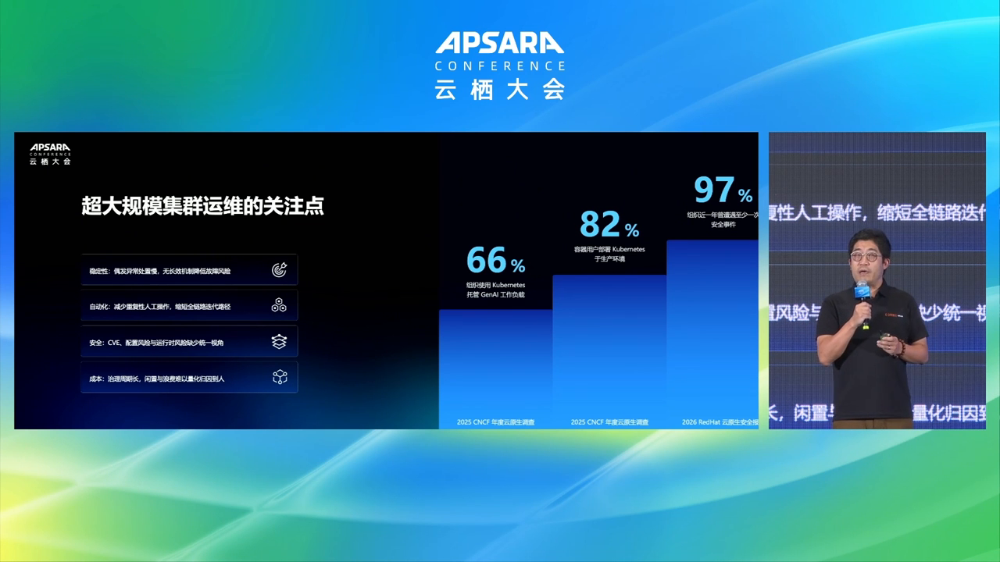 APSARA
CONFERENCE
云栖大会
APSARA
CONFERENCE
云栖大会
超大规模集群运维的关注点
稳定性：偶发异常处置慢，无长效机制降低故障风险
自动化：减少重复性人工操作，缩短全链路迭代路径
安全：CVE、配置风险与运行时风险缺少统一视角
成本：治理周期长，闲置与浪费难以量化归因到人
66%
组织使用 Kubernetes
托管 GenAI 工作负载
2025 CNCF 年度云原生调查
82%
容器用户部署 Kubernetes
于生产环境
2025 CNCF 年度云原生调查
97%
组织近一年曾遭遇至少一次
安全事件
2026 RedHat 云原生安全报
复性人工操作，缩短全链路迭代
置风险与
缺少统一视
长，闲置与
量化归因到